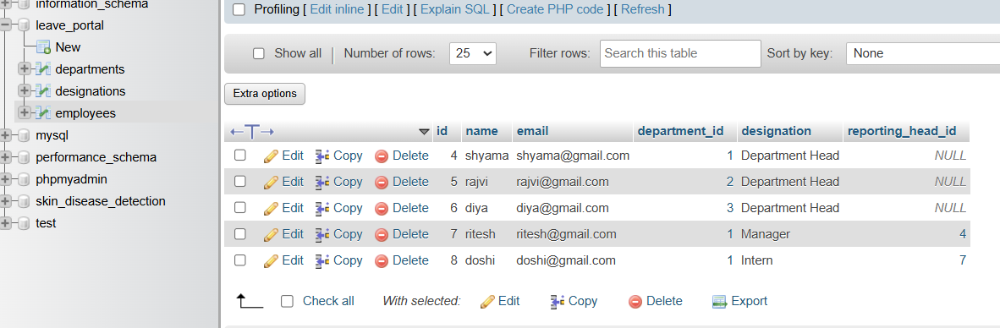 information_schema
leave_portal
New
departments
designations
employees
mysql
performance_schema
phpmyadmin
skin_disease_detection
test
Profiling [ Edit inline ] [ Edit ] [ Explain SQL ] [ Create PHP code ] [ Refresh ]
Show all | Number of rows: 25 Filter rows: Search this table Sort by key: None
Extra options
id name email department_id designation reporting_head_id
Edit Copy Delete 4 shyama shyama@gmail.com 1 Department Head NULL
Edit Copy Delete 5 rajvi rajvi@gmail.com 2 Department Head NULL
Edit Copy Delete 6 diya diya@gmail.com 3 Department Head NULL
Edit Copy Delete 7 ritesh ritesh@gmail.com 1 Manager 4
Edit Copy Delete 8 doshi doshi@gmail.com 1 Intern 7
Check all With selected: Edit Copy Delete Export